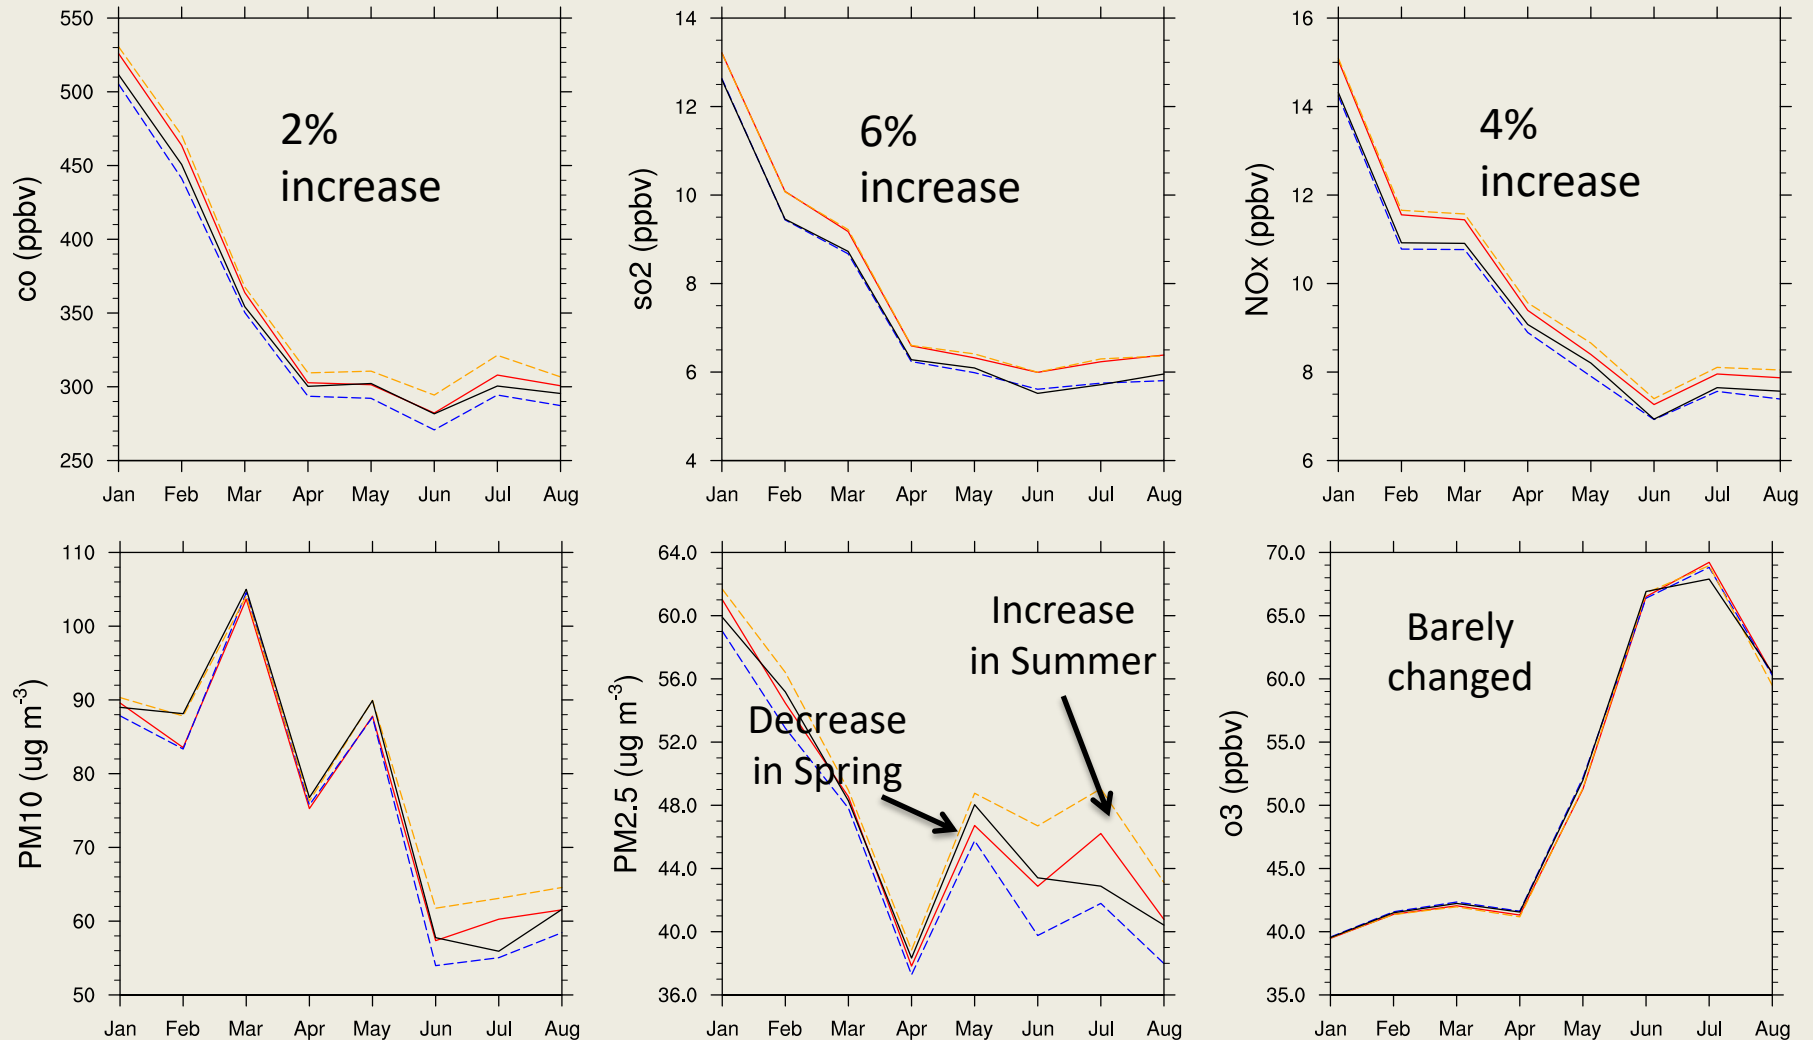 550
500
450
400
350
300
250
co (ppbv)
2%
increase
Jan Feb Mar Apr May Jun Jul Aug
14
12
10
8
6
4
so2 (ppbv)
6%
increase
Jan Feb Mar Apr May Jun Jul Aug
16
14
12
10
8
6
NOx (ppbv)
4%
increase
Jan Feb Mar Apr May Jun Jul Aug
110
100
90
80
70
60
50
PM10 (ug m⁻³)
Jan Feb Mar Apr May Jun Jul Aug
64.0
60.0
56.0
52.0
48.0
44.0
40.0
36.0
PM2.5 (ug m⁻³)
Increase
in Summer
Decrease
in Spring
Jan Feb Mar Apr May Jun Jul Aug
70.0
65.0
60.0
55.0
50.0
45.0
40.0
35.0
o3 (ppbv)
Barely
changed
Jan Feb Mar Apr May Jun Jul Aug